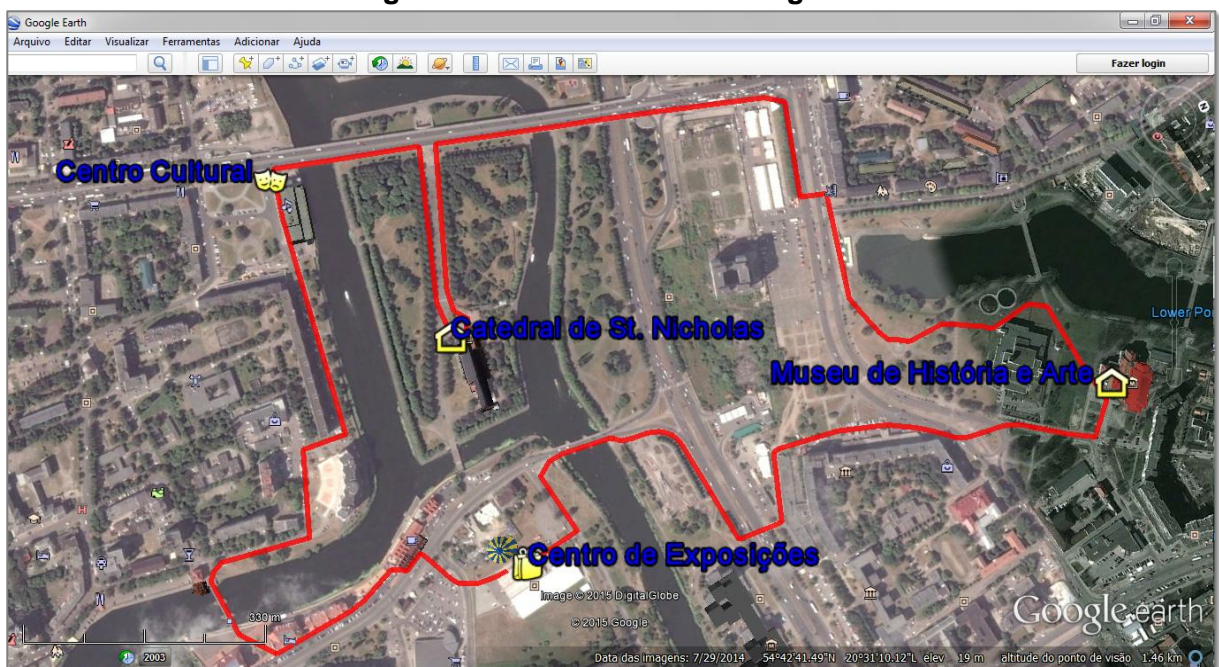 Google Earth
Arquivo Editar Visualizar Ferramentas Adicionar Ajuda
Fazer login
Centro Cultural
Catedral de St. Nicholas
Museu de História e Arte
Centro de Exposições
Image © 2015 DigitalGlobe
© 2015 Google
Google earth
330 m
2003
Data das imagens: 7/29/2014 54°42'41.49"N 20°31'10.12"L elev 19 m altitude do ponto de visão 1,46 km